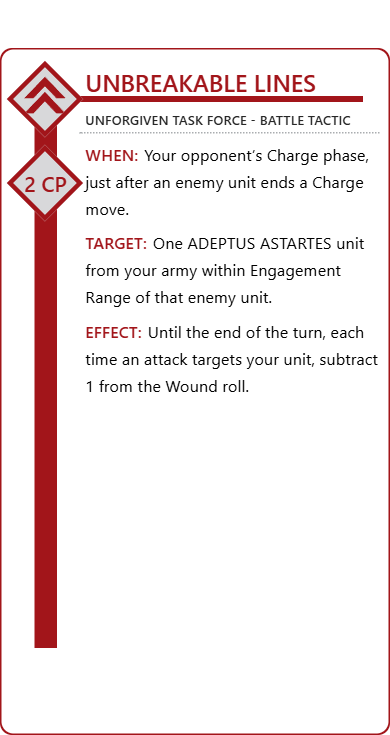 UNBREAKABLE LINES
UNFORGIVEN TASK FORCE - BATTLE TACTIC
2 CP
WHEN: Your opponent's Charge phase,
just after an enemy unit ends a Charge
move.
TARGET: One ADEPTUS ASTARTES unit
from your army within Engagement
Range of that enemy unit.
EFFECT: Until the end of the turn, each
time an attack targets your unit, subtract
1 from the Wound roll.